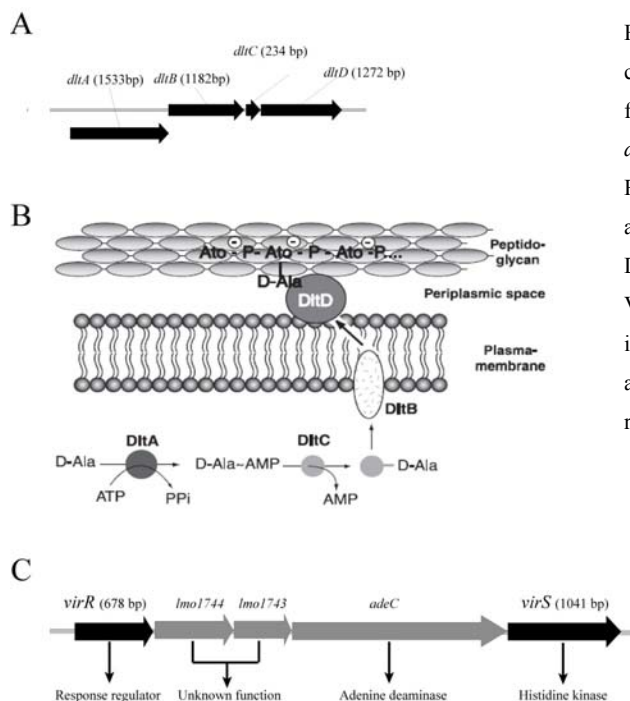 A
dltA (1533bp) dltB (1182bp) dltC (234 bp) dltD (1272 bp)
B
Ato - P- Ato - P - Ato -P....
D-Ala
DltD
Peptido-
glycan
Periplasmic space
Plasma-
membrane
DltB
DltA
DltC
D-Ala
D-Ala~AMP
D-Ala
ATP
PPi
AMP
C
virR (678 bp) lmo1744 lmo1743 adeC virS (1041 bp)
Response regulator Unknown function Adenine deaminase Histidine kinase